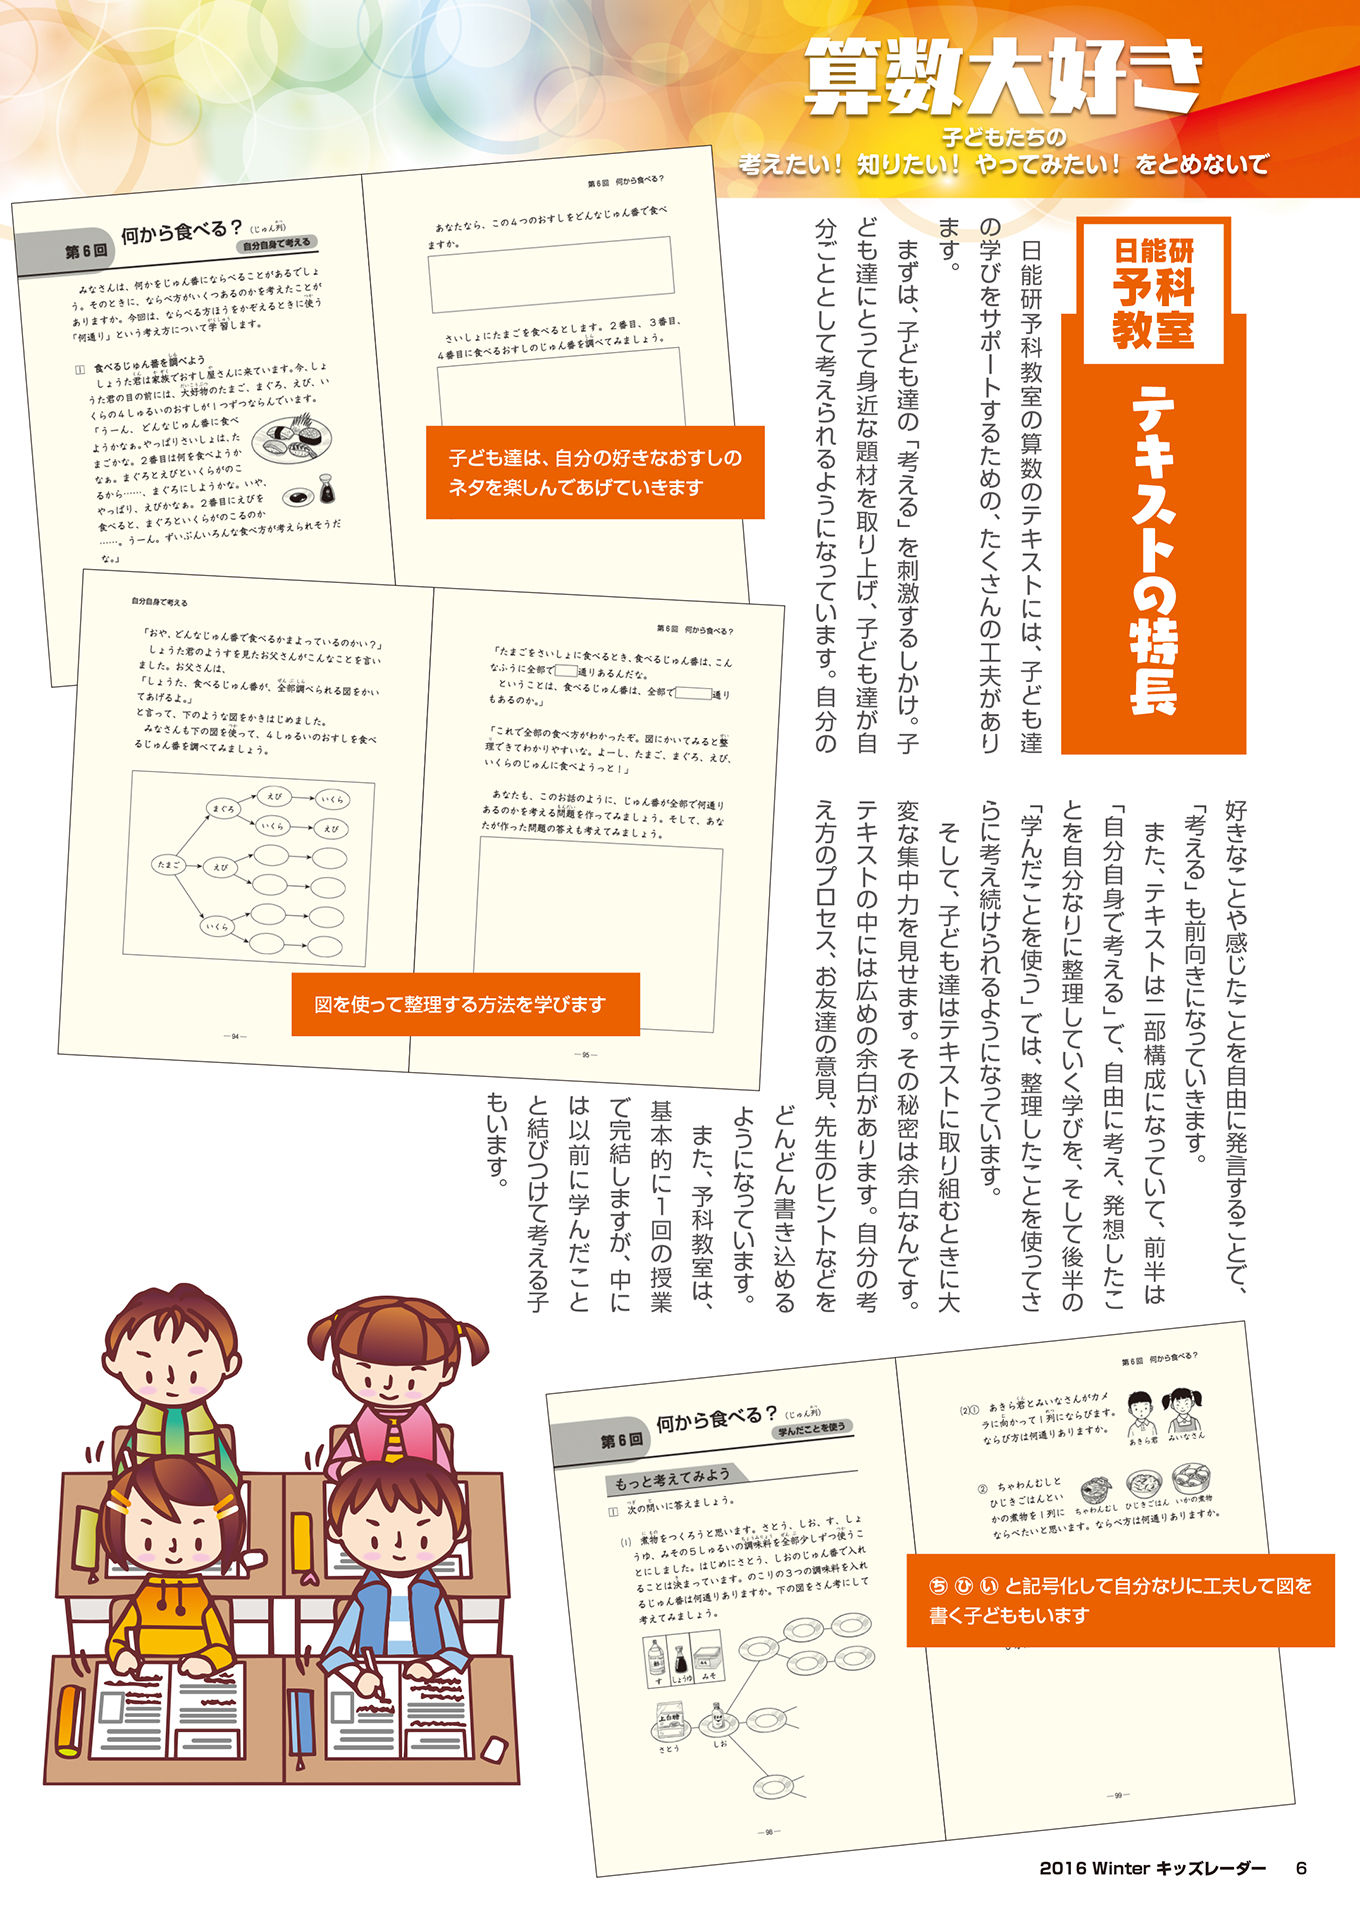 算数大好き
子どもたちの
考えたい！ 知りたい！ やってみたい！ をとめないで
日能研
予科
教室
テキストの特長
日能研予科教室の算数のテキストには、子ども達
の学びをサポートするための、たくさんの工夫があり
ます。
まずは、子ども達の「考える」を刺激するしかけ。子
ども達にとって身近な題材を取り上げ、子ども達が自
分ごととして考えられるようになっています。自分の
好きなことや感じたことを自由に発言することで、
「考える」も前向きになっていきます。
また、テキストは二部構成になっていて、前半は
「自分自身で考える」で、自由に考え、発想したこ
とを自分なりに整理していく学びを、そして後半の
「学んだことを使う」では、整理したことを使ってさ
らに考え続けられるようになっています。
そして、子ども達はテキストに取り組むときに大
変な集中力を見せます。その秘密は余白なんです。
テキストの中には広めの余白があります。自分の考
え方のプロセス、お友達の意見、先生のヒントなどを
どんどん書き込める
ようになっています。
また、予科教室は、
基本的に1回の授業
で完結しますが、中に
は以前に学んだこと
と結びつけて考える子
もいます。
第6回
何から食べる？（じゅん列）
自分自身で考える
みなさんは、何かをじゅん番にならべることがあるでしょ
う。そのときに、ならべ方がいくつあるのかを考えたことが
ありますか。今回は、ならべる方ほうをかぞえるときに使う
「何通り」という考え方について学習します。
1 食べるじゅん番を調べよう
しょうた君は家族でおすし屋さんに来ています。今、しょ
うた君の目の前には、大好物のたまご、まぐろ、えび、い
くらの4しゅるいのおすしが1つずつならんでいます。
「うーん、どんなじゅん番に食べ
ようかなぁ。やっぱりさいしょは、た
まごかな。2番目は何を食べようか
なぁ。まぐろとえびといくらがのこ
るから……、まぐろにしようかな。いや、
やっぱり、えびかなぁ。2番目にえびを
食べると、まぐろといくらがのこるのか
……。うーん。ずいぶんいろんな食べ方が考えられそうだ
な。」
第6回 何から食べる？
あなたなら、この4つのおすしをどんなじゅん番で食べ
ますか。
さいしょにたまごを食べるとします。2番目、3番目、
4番目に食べるおすしのじゅん番を調べてみましょう。
子ども達は、自分の好きなおすしの
ネタを楽しんであげていきます
自分自身で考える
「おや、どんなじゅん番で食べるかまよっているのかい？」
しょうた君のようすを見たお父さんがこんなことを言い
ました。お父さんは、
「しょうた、食べるじゅん番が、全部調べられる図をかい
てあげるよ。」
と言って、下のような図をかきはじめました。
みなさんも下の図を使って、4しゅるいのおすしを食べ
るじゅん番を調べてみましょう。
たまご
まぐろ
えび
いくら
いくら
えび
えび
いくら
―94―
第6回 何から食べる？
「たまごをさいしょに食べるとき、食べるじゅん番は、こん
なふうに全部で 通りあるんだな。
ということは、食べるじゅん番は、全部で 通り
もあるのか。」
「これで全部の食べ方がわかったぞ。図にかいてみると整
理できてわかりやすいな。よーし、たまご、まぐろ、えび、
いくらのじゅんに食べようっと！」
あなたも、このお話のように、じゅん番が全部で何通り
あるのかを考える問題を作ってみましょう。そして、あな
たが作った問題の答えも考えてみましょう。
―95―
図を使って整理する方法を学びます
第6回
何から食べる？（じゅん列）
学んだことを使う
もっと考えてみよう
1 次の問いに答えましょう。
(1) 煮物をつくろうと思います。さとう、しお、す、しょ
うゆ、みその5しゅるいの調味料を全部少しずつ使うこ
とにしました。はじめにさとう、しおのじゅん番で入れ
ることは決まっています。のこりの3つの調味料を入れ
るじゅん番は何通りありますか。下の図をさん考にして
考えてみましょう。
す
しょうゆ
みそ
上白糖
さとう
しお
―98―
第6回 何から食べる？
(2)① あきら君とみいなさんがカメ
ラに向かって1列にならびます。
ならび方は何通りありますか。
あきら君
みいなさん
② ちゃわんむしと
ひじきごはんとい
かの煮物を1列に
ならべたいと思います。ならべ方は何通りありますか。
ちゃわんむし
ひじきごはん
いかの煮物
―99―
ち ひ い と記号化して自分なりに工夫して図を
書く子どももいます
2016 Winter キッズレーダー 6